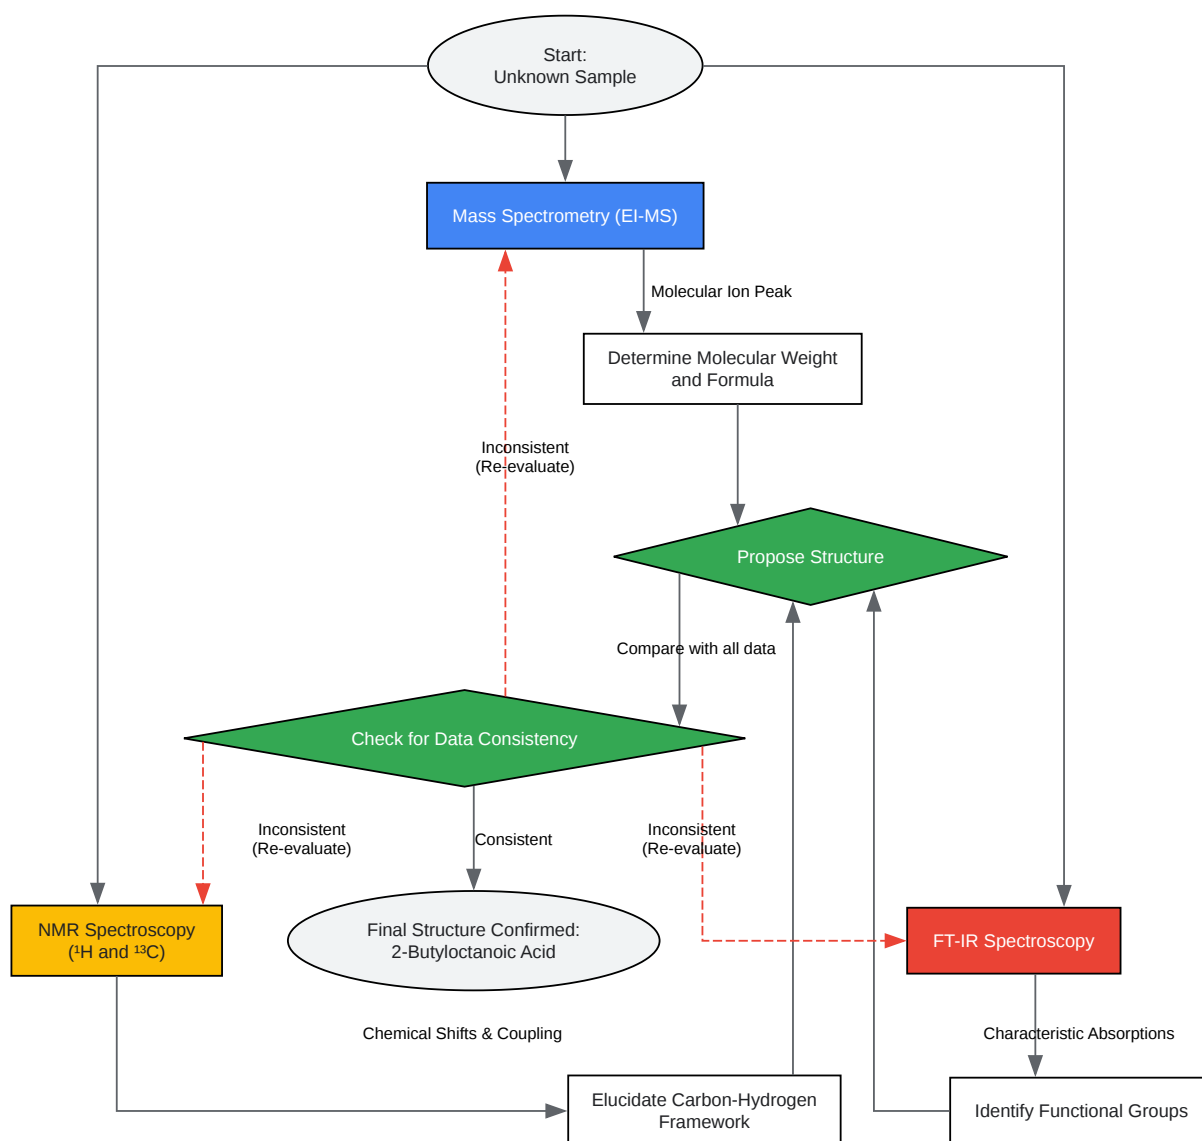 Start:
Unknown Sample
Mass Spectrometry (EI-MS)
Molecular Ion Peak
Determine Molecular Weight
and Formula
Inconsistent
(Re-evaluate)
Propose Structure
Compare with all data
Check for Data Consistency
Inconsistent
(Re-evaluate)
Consistent
Inconsistent
(Re-evaluate)
NMR Spectroscopy
(¹H and ¹³C)
Final Structure Confirmed:
2-Butyloctanoic Acid
FT-IR Spectroscopy
Chemical Shifts & Coupling
Characteristic Absorptions
Elucidate Carbon-Hydrogen
Framework
Identify Functional Groups